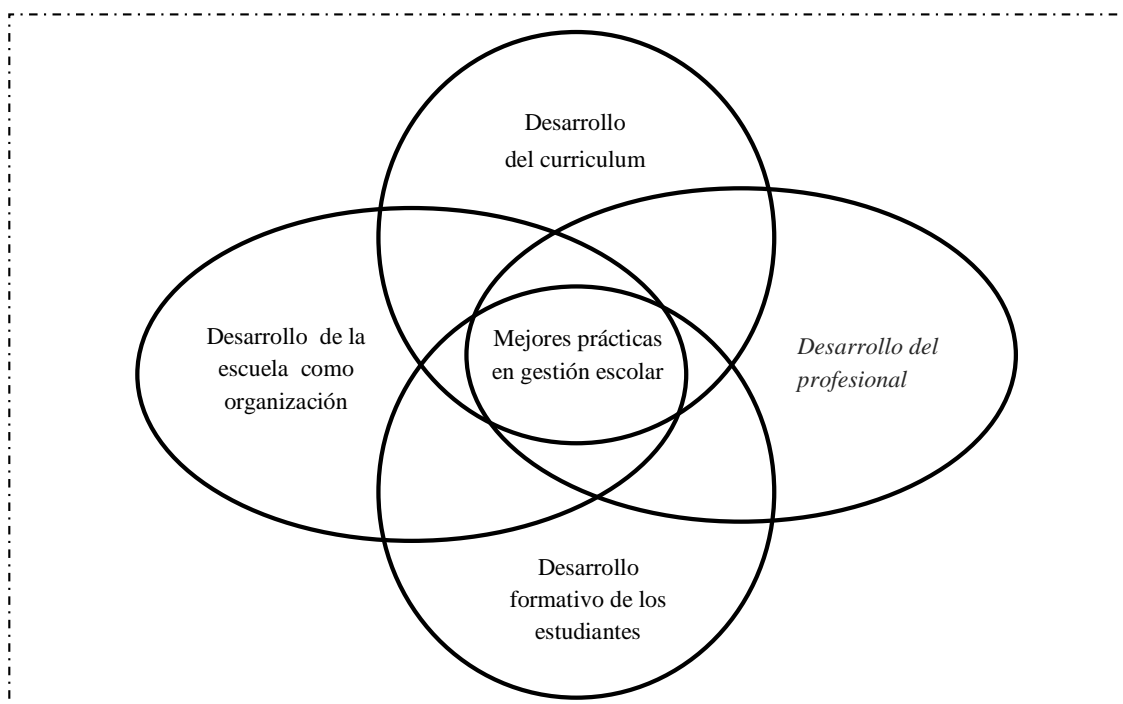 Desarrollo
del curriculum
Desarrollo de la
escuela como
organización
Mejores prácticas
en gestión escolar
Desarrollo del
profesional
Desarrollo
formativo de los
estudiantes